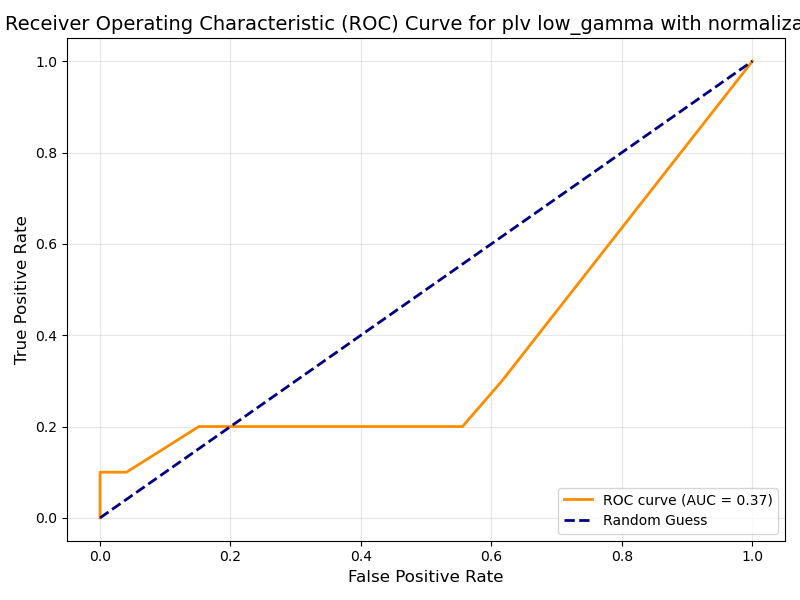 Receiver Operating Characteristic (ROC) Curve for plv low_gamma with normaliza
1.0
0.8
0.6
0.4
0.2
0.0
True Positive Rate
ROC curve (AUC = 0.37)
Random Guess
0.0 0.2 0.4 0.6 0.8 1.0
False Positive Rate